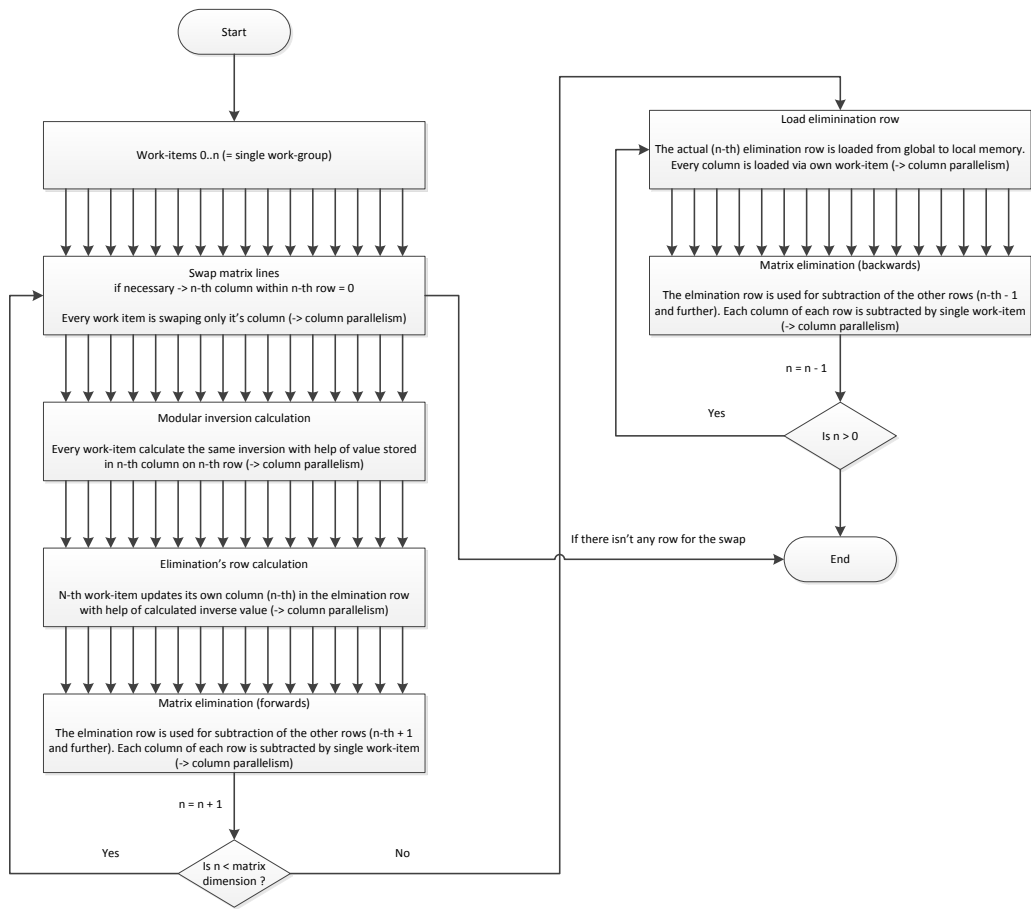 Start
Work-items 0..n (= single work-group)
Swap matrix lines
if necessary -> n-th column within n-th row = 0
Every work item is swaping only it's column (-> column parallelism)
Modular inversion calculation
Every work-item calculate the same inversion with help of value stored
in n-th column on n-th row (-> column parallelism)
Elimination's row calculation
N-th work-item updates its own column (n-th) in the elmination row
with help of calculated inverse value (-> column parallelism)
Matrix elimination (forwards)
The elmination row is used for subtraction of the other rows (n-th + 1
and further). Each column of each row is subtracted by single work-item
(-> column parallelism)
n = n + 1
Yes
Is n < matrix
dimension ?
No
Load eliminination row
The actual (n-th) elimination row is loaded from global to local memory.
Every column is loaded via own work-item (-> column parallelism)
Matrix elimination (backwards)
The elmination row is used for subtraction of the other rows (n-th - 1
and further). Each column of each row is subtracted by single work-item
(-> column parallelism)
n = n - 1
Yes
Is n > 0
If there isn't any row for the swap
End